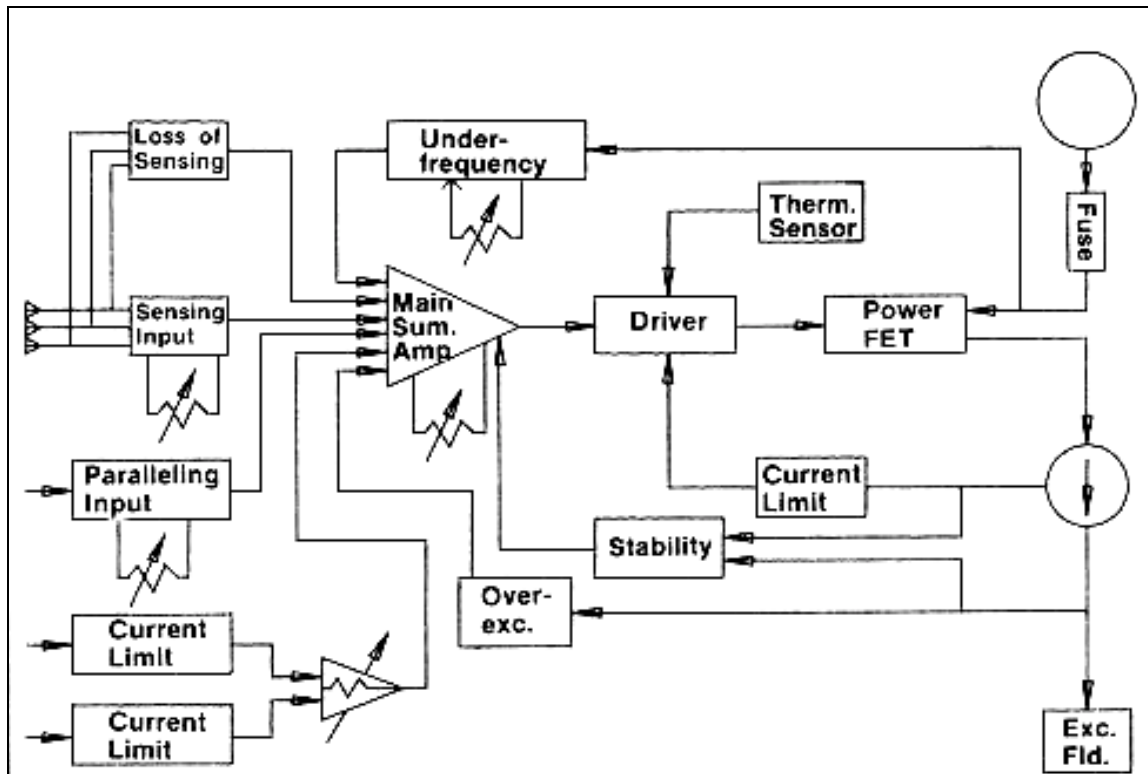 Loss of
Sensing
Under-
frequency
Therm.
Sensor
Fuse
Sensing
Input
Main
Sum.
Amp
Driver
Power
FET
Paralleling
Input
Current
Limit
Stability
Over-
exc.
Current
Limit
Current
Limit
Exc.
Fld.